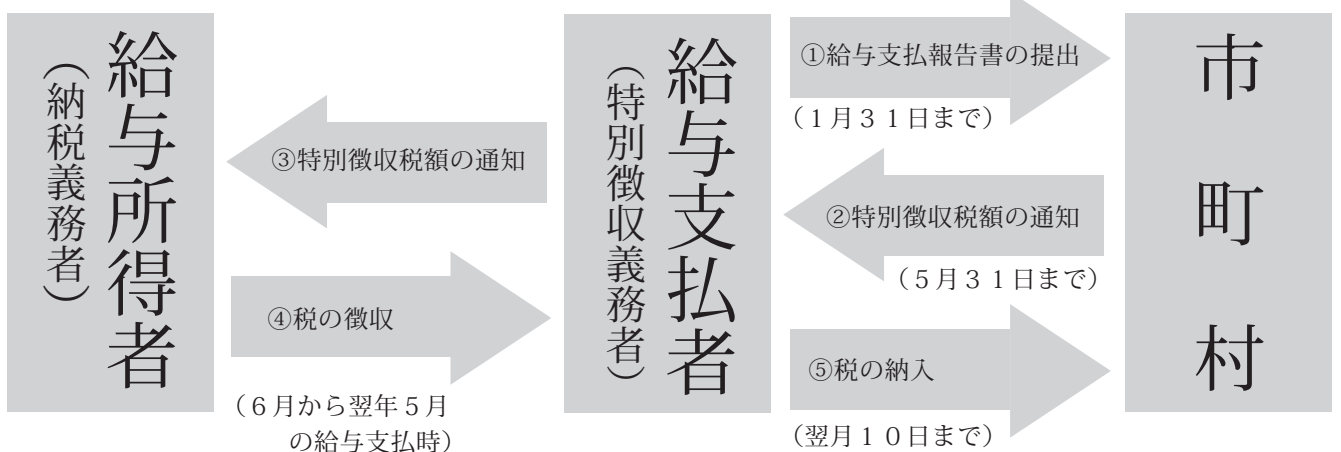 給与所得者
（納税義務者）
③特別徴収税額の通知
④税の徴収
（６月から翌年５月
の給与支払時）
給与支払者
（特別徴収義務者）
①給与支払報告書の提出
（１月３１日まで）
②特別徴収税額の通知
（５月３１日まで）
⑤税の納入
（翌月１０日まで）
市町村